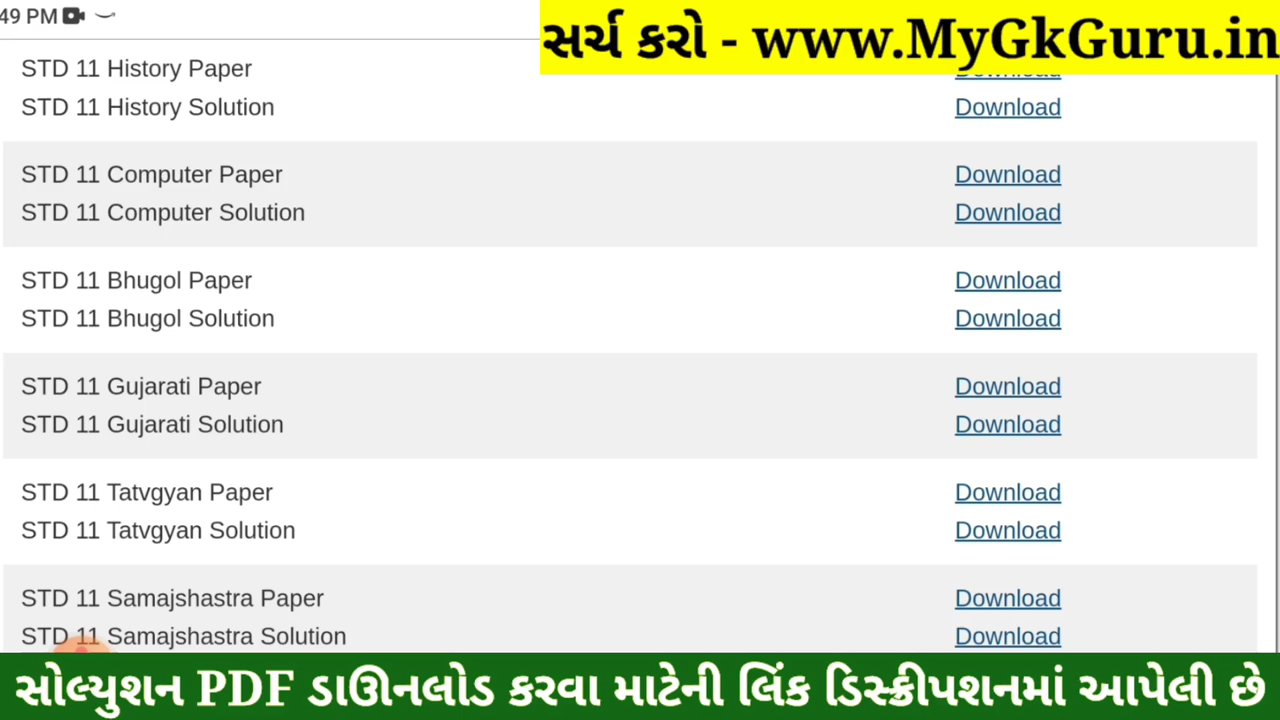 49 PM
સર્ચ કરો - www.MyGkGuru.in
STD 11 History Paper Download
STD 11 History Solution Download
STD 11 Computer Paper Download
STD 11 Computer Solution Download
STD 11 Bhugol Paper Download
STD 11 Bhugol Solution Download
STD 11 Gujarati Paper Download
STD 11 Gujarati Solution Download
STD 11 Tatvgyan Paper Download
STD 11 Tatvgyan Solution Download
STD 11 Samajshastra Paper Download
STD 11 Samajshastra Solution Download
સોલ્યુશન PDF ડાઊનલોડ કરવા માટેની લિંક ડિસ્ક્રીપશનમાં આપેલી છે